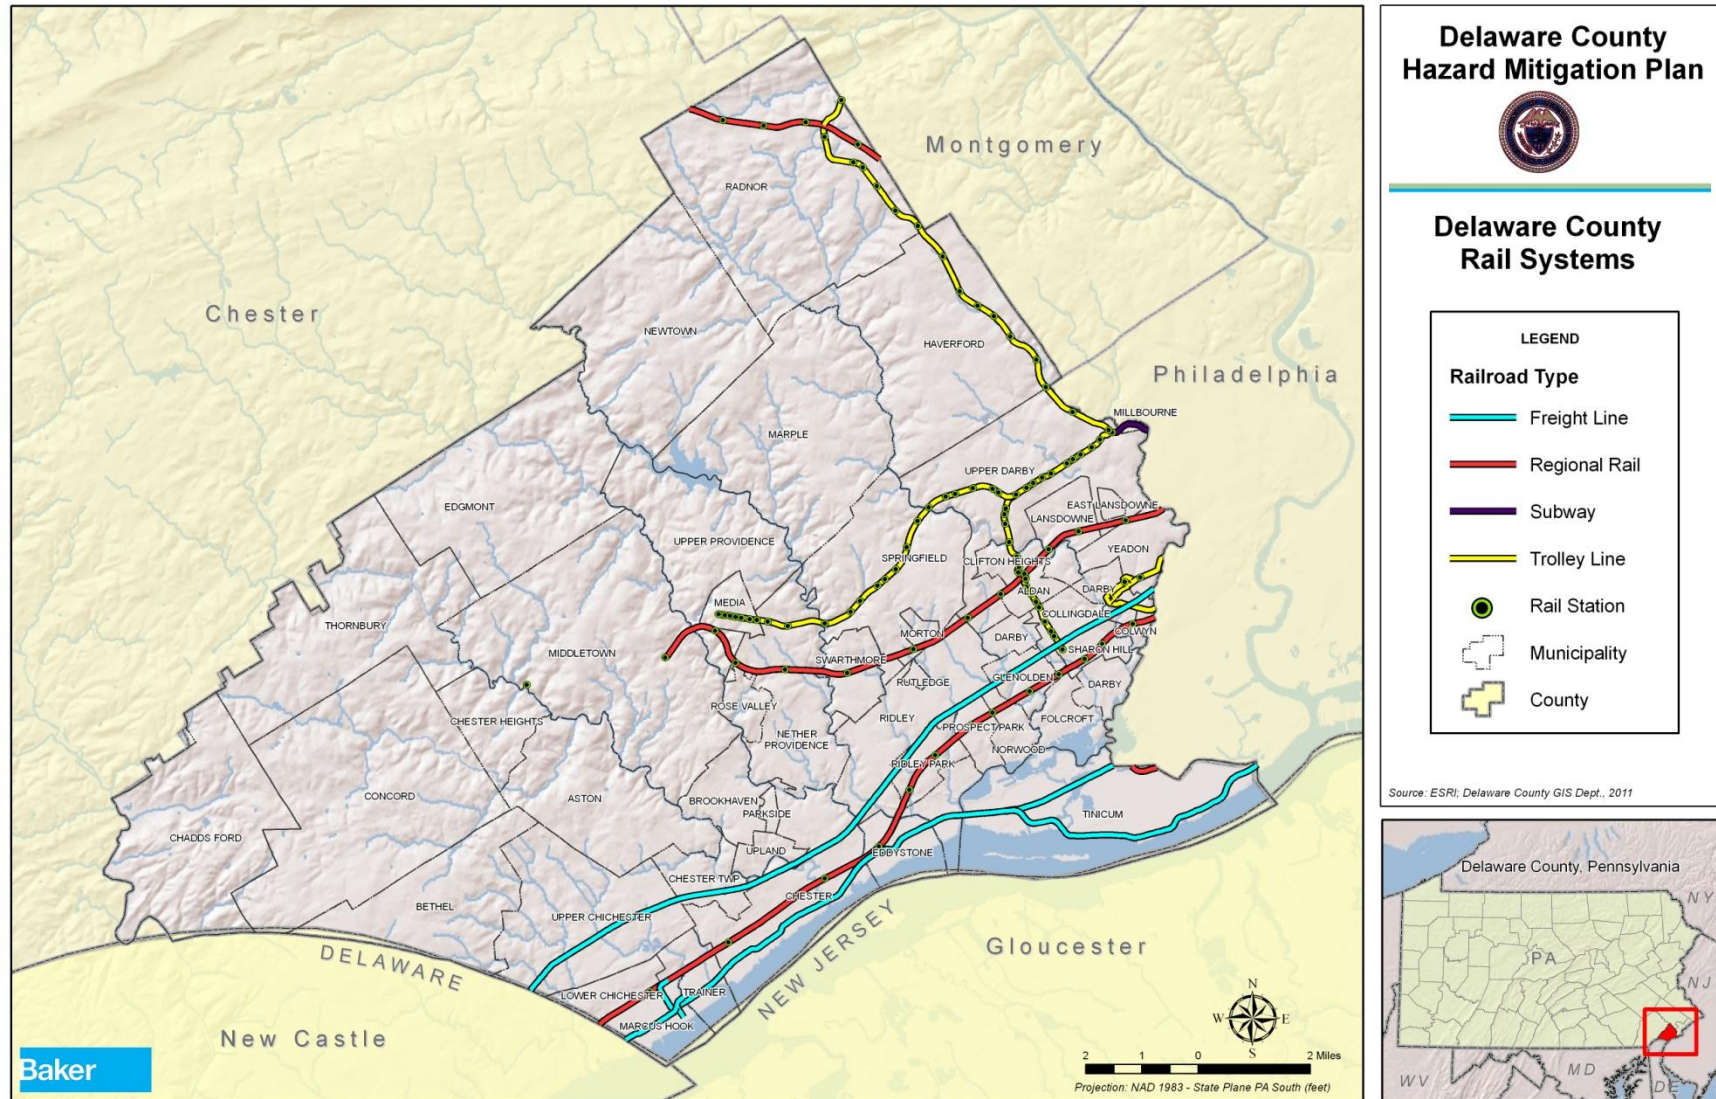 Delaware County
Hazard Mitigation Plan
Delaware County
Rail Systems
LEGEND
Railroad Type
Freight Line
Regional Rail
Subway
Trolley Line
Rail Station
Municipality
County
Source: ESRI; Delaware County GIS Dept., 2011
Montgomery
RADNOR
Chester
NEWTOWN
HAVERFORD
Philadelphia
MILLBOURNE
MARPLE
UPPER DARBY
EDGMONT
EAST LANSDOWNE
LANSDOWNE
UPPER PROVIDENCE
YEADON
SPRINGFIELD
CLIFTON HEIGHTS
ALDAN
DARBY
MEDIA
COLLINGDALE
THORNBURY
MORTON
DARBY
COLWYN
MIDDLETOWN
SWARTHMORE
SHARON HILL
RUTLEDGE
GLENOLDEN
DARBY
ROSE VALLEY
CHESTER HEIGHTS
RIDLEY
FOLCROFT
PROSPECT PARK
NETHER
PROVIDENCE
NORWOOD
RIDLEY PARK
CONCORD
ASTON
BROOKHAVEN
PARKSIDE
TINICUM
CHADDS FORD
UPLAND
EDDYSTONE
CHESTER TWP
CHESTER
BETHEL
UPPER CHICHESTER
DELAWARE
NEW JERSEY
Gloucester
LOWER CHICHESTER
TRAINER
MARCUS HOOK
New Castle
Baker
N
W
E
S
2 1 0 2 Miles
Projection: NAD 1983 - State Plane PA South (feet)
Delaware County, Pennsylvania
NY
PA
NJ
MD
WV
DE